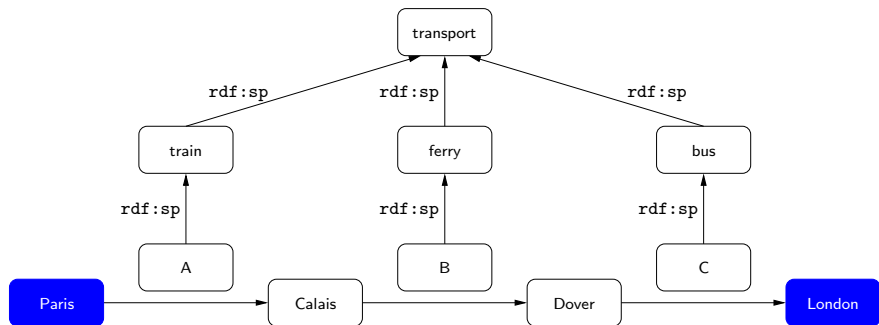 transport
rdf:sp rdf:sp rdf:sp
train ferry bus
rdf:sp rdf:sp rdf:sp
A B C
Paris Calais Dover London